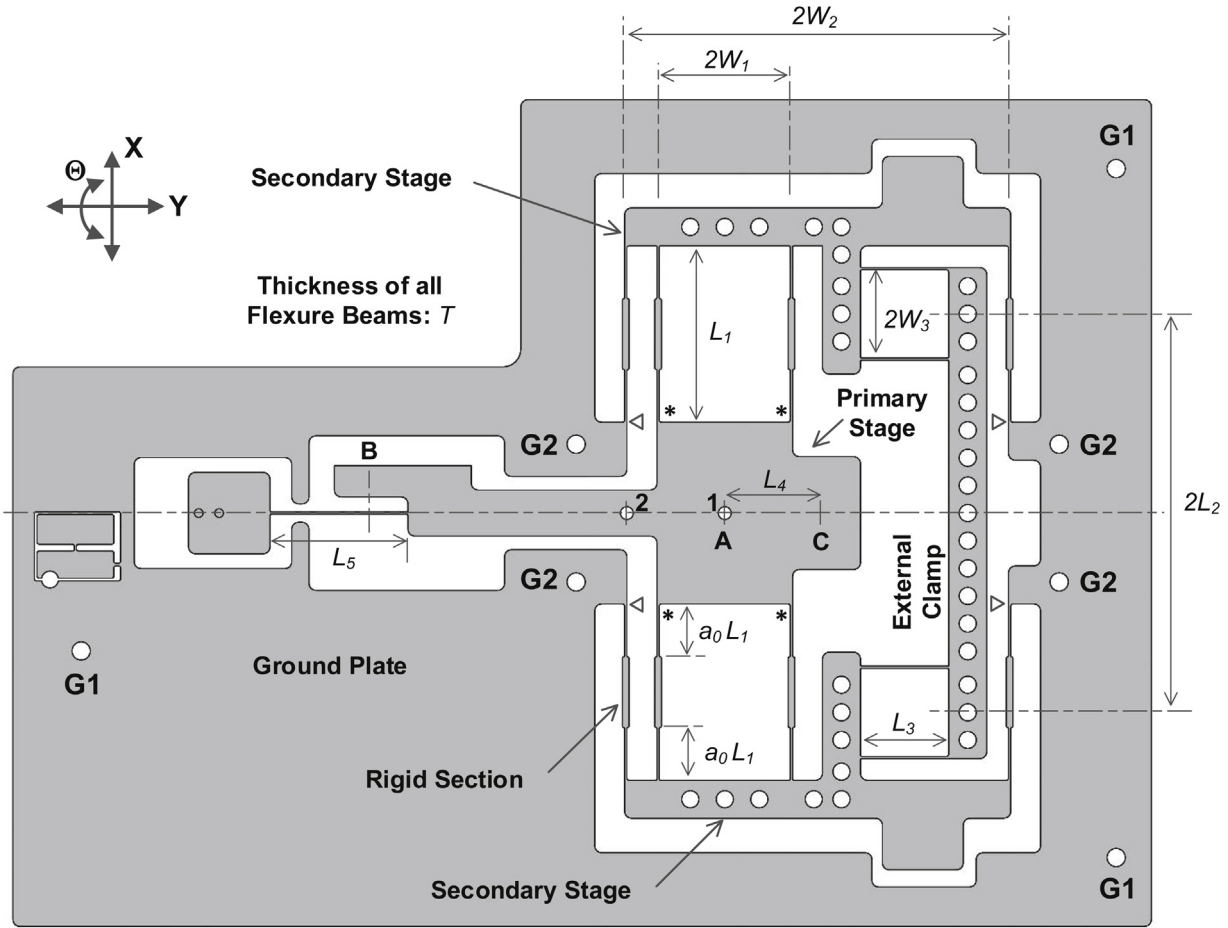 2W₂
2W₁
G1
X
Θ
Y
Secondary Stage
Thickness of all
Flexure Beams: T
L₁
2W₃
Primary
Stage
* *
G2
B
G2
2
1
L₄
A
C
2L₂
L₅
External
Clamp
G2
G2
* *
a₀ L₁
Ground Plate
G1
L₃
a₀ L₁
Rigid Section
Secondary Stage
G1